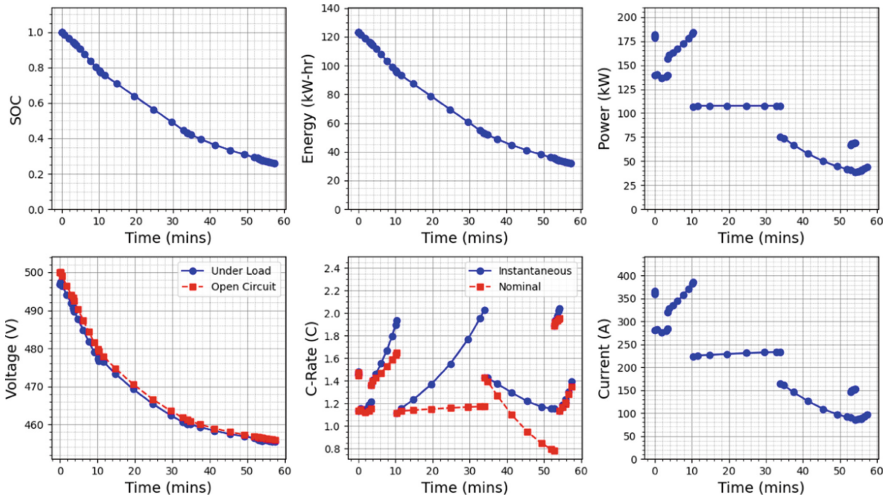 SOC
1.0
0.8
0.6
0.4
0.2
0.0
0 10 20 30 40 50 60
Time (mins)
Energy (kW-hr)
140
120
100
80
60
40
20
0
0 10 20 30 40 50 60
Time (mins)
Power (kW)
200
175
150
125
100
75
50
25
0
0 10 20 30 40 50 60
Time (mins)
Voltage (V)
500
490
480
470
460
Under Load
Open Circuit
0 10 20 30 40 50 60
Time (mins)
C-Rate (C)
2.4
2.2
2.0
1.8
1.6
1.4
1.2
1.0
0.8
Instantaneous
Nominal
0 10 20 30 40 50 60
Time (mins)
Current (A)
400
350
300
250
200
150
100
50
0
0 10 20 30 40 50 60
Time (mins)